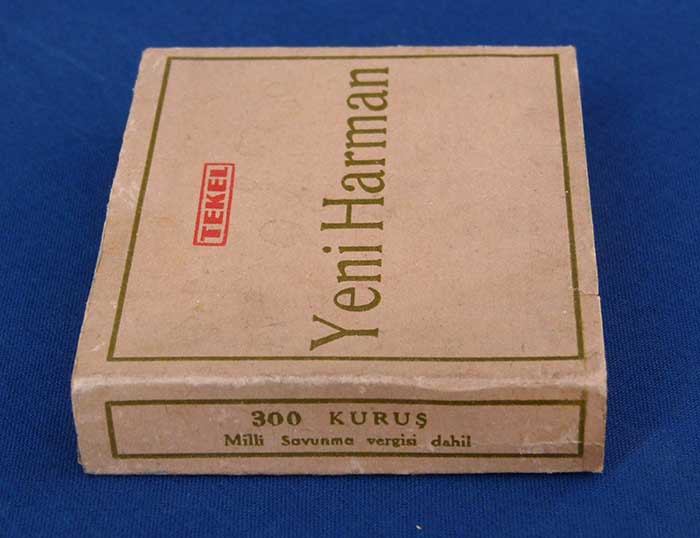 TEKEL
Yeni Harman
300 KURUŞ
Milli Savunma vergisi dahil